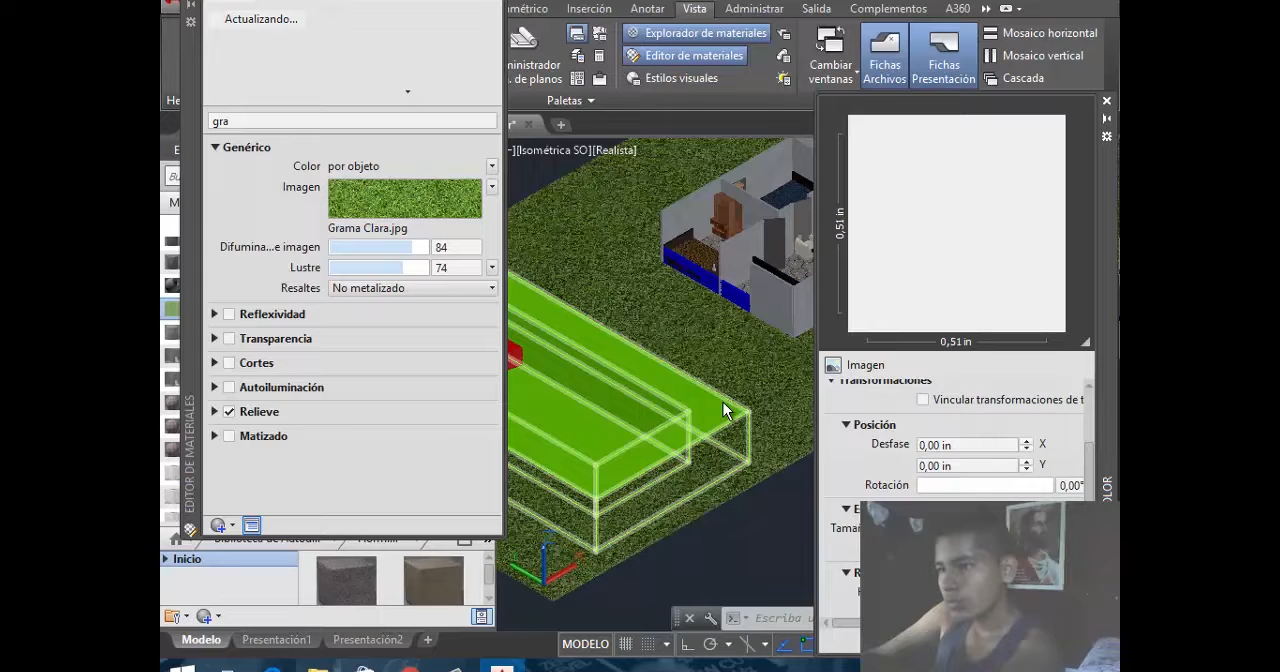 Actualizando...
ométrico Inserción Anotar Vista Administrar Salida Complementos A360
ministrador
. de planos
Explorador de materiales
Editor de materiales
Estilos visuales
Paletas
Cambiar
ventanas
Fichas
Archivos
Fichas
Presentación
Mosaico horizontal
Mosaico vertical
Cascada
gra
Genérico
Color por objeto
Imagen
Grama Clara.jpg
Difumina...e imagen 84
Lustre 74
Resaltes No metalizado
Reflexividad
Transparencia
Cortes
Autoiluminación
Relieve
Matizado
EDITOR DE MATERIALES
-][Isométrica SO][Realista]
0,51 in
0,51 in
Imagen
Transformaciones
Vincular transformaciones de t
Posición
Desfase 0,00 in X
0,00 in Y
Rotación 0,00°
Tamañ
OLOR
Inicio
Escriba u
Modelo Presentación1 Presentación2 +
MODELO